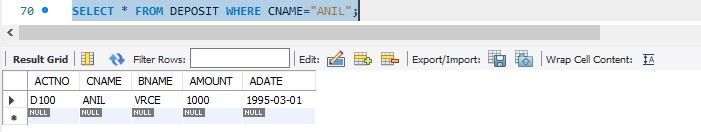 70 SELECT * FROM DEPOSIT WHERE CNAME="ANIL";
Result Grid Filter Rows: Edit: Export/Import: Wrap Cell Content: IA
ACTNO CNAME BNAME AMOUNT ADATE
D100 ANIL VRCE 1000 1995-03-01
NULL NULL NULL NULL NULL